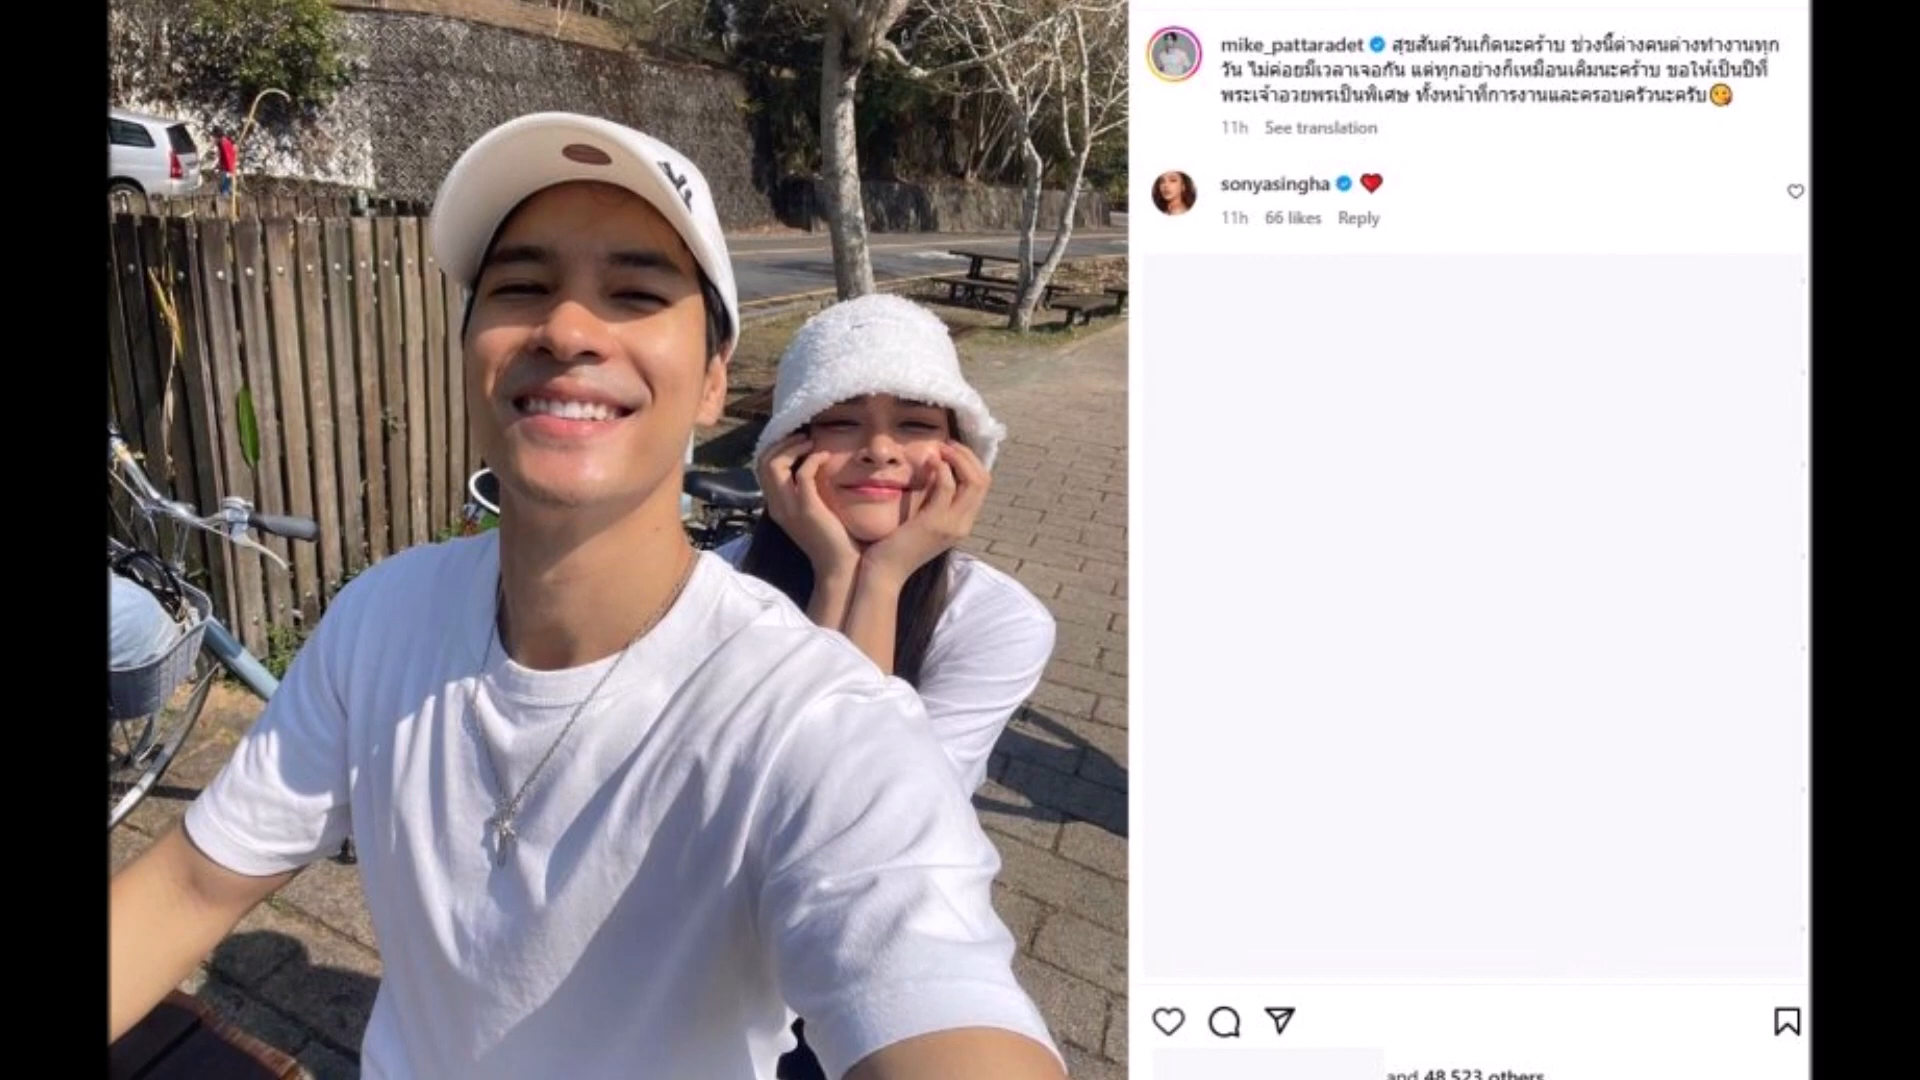 mike_pattaradet สุขสันต์วันเกิดนะคร้าบ ช่วงนี้ต่างคนต่างทำงานทุก
วัน ไม่ค่อยมีเวลาเจอกัน แต่ทุกอย่างก็เหมือนเดิมนะคร้าบ ขอให้เป็นปีที่
พระเจ้าอวยพรเป็นพิเศษ ทั้งหน้าที่การงานและครอบครัวนะครับ😋
11h See translation
sonyasingha ❤️
11h 66 likes Reply
and 48,523 others